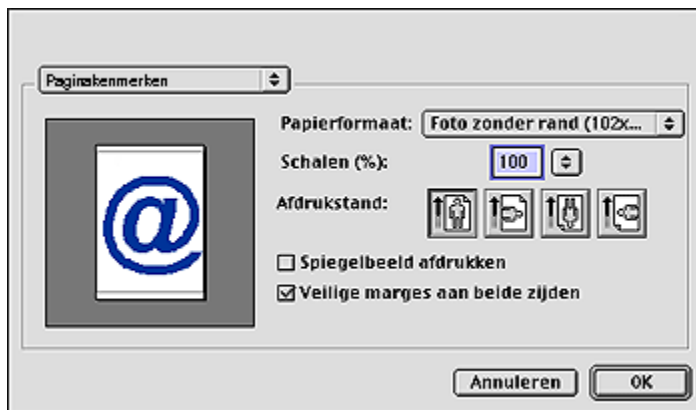 Paginakenmerken
Papierformaat: Foto zonder rand (102x...
Schalen (%): 100
Afdrukstand:
Spiegelbeeld afdrukken
Veilige marges aan beide zijden
@
Annuleren OK